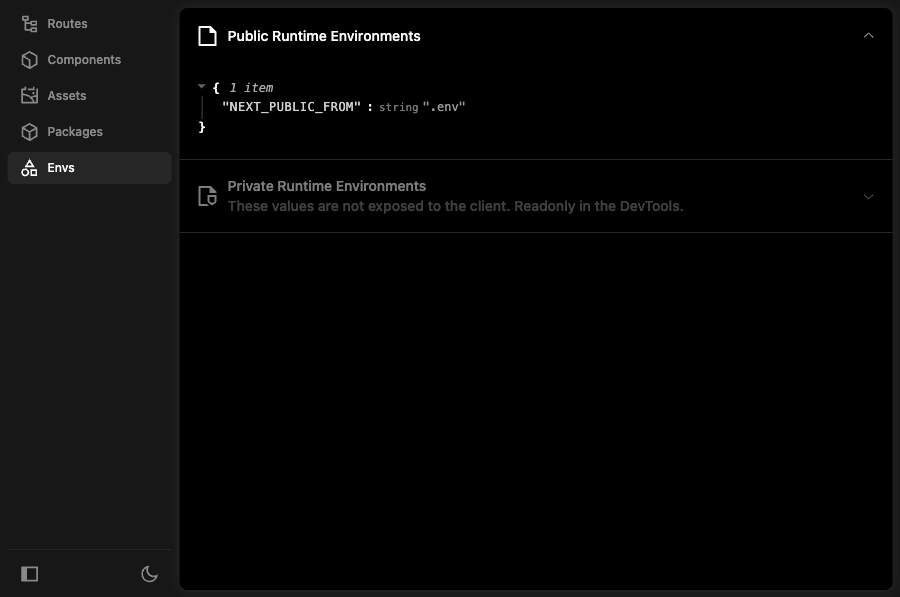 Routes
Components
Assets
Packages
Envs
Public Runtime Environments
{ 1 item
"NEXT_PUBLIC_FROM" : string ".env"
}
Private Runtime Environments
These values are not exposed to the client. Readonly in the DevTools.